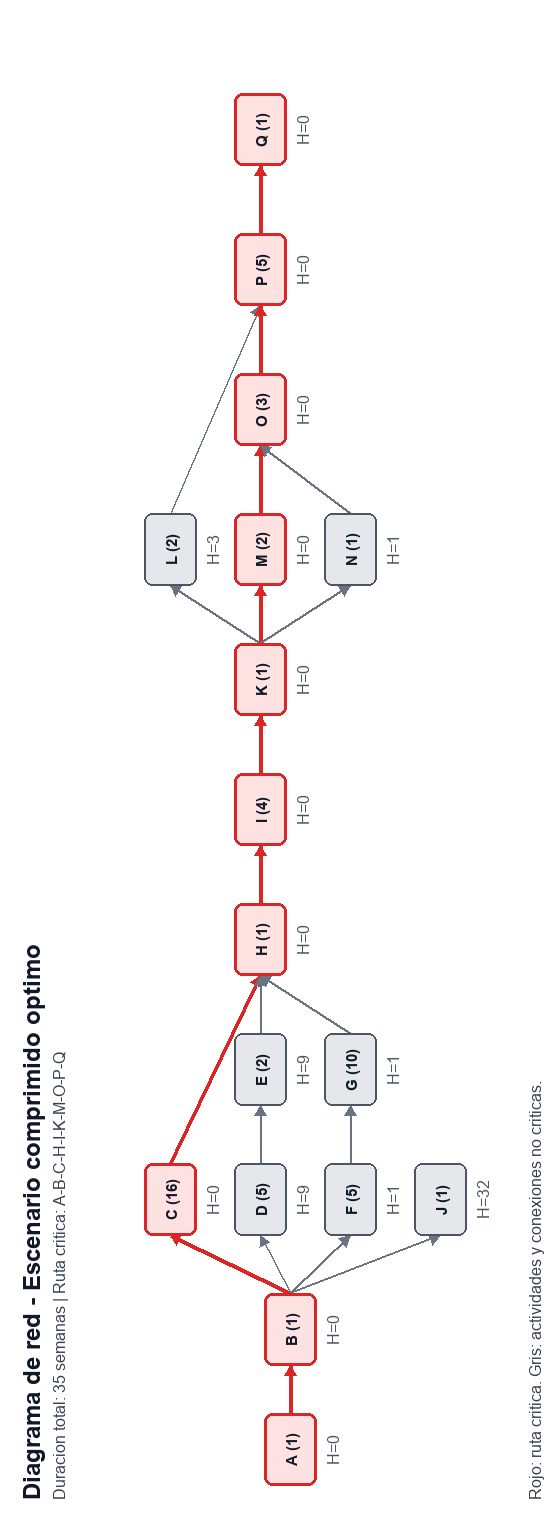 Diagrama de red - Escenario comprimido optimo
Duracion total: 35 semanas | Ruta critica: A-B-C-H-I-K-M-O-P-Q
A (1)
H=0
B (1)
H=0
C (16)
H=0
D (5)
H=9
F (5)
H=1
J (1)
H=32
E (2)
H=9
G (10)
H=1
H (1)
H=0
I (4)
H=0
K (1)
H=0
L (2)
H=3
M (2)
H=0
N (1)
H=1
O (3)
H=0
P (5)
H=0
Q (1)
H=0
Rojo: ruta critica. Gris: actividades y conexiones no criticas.